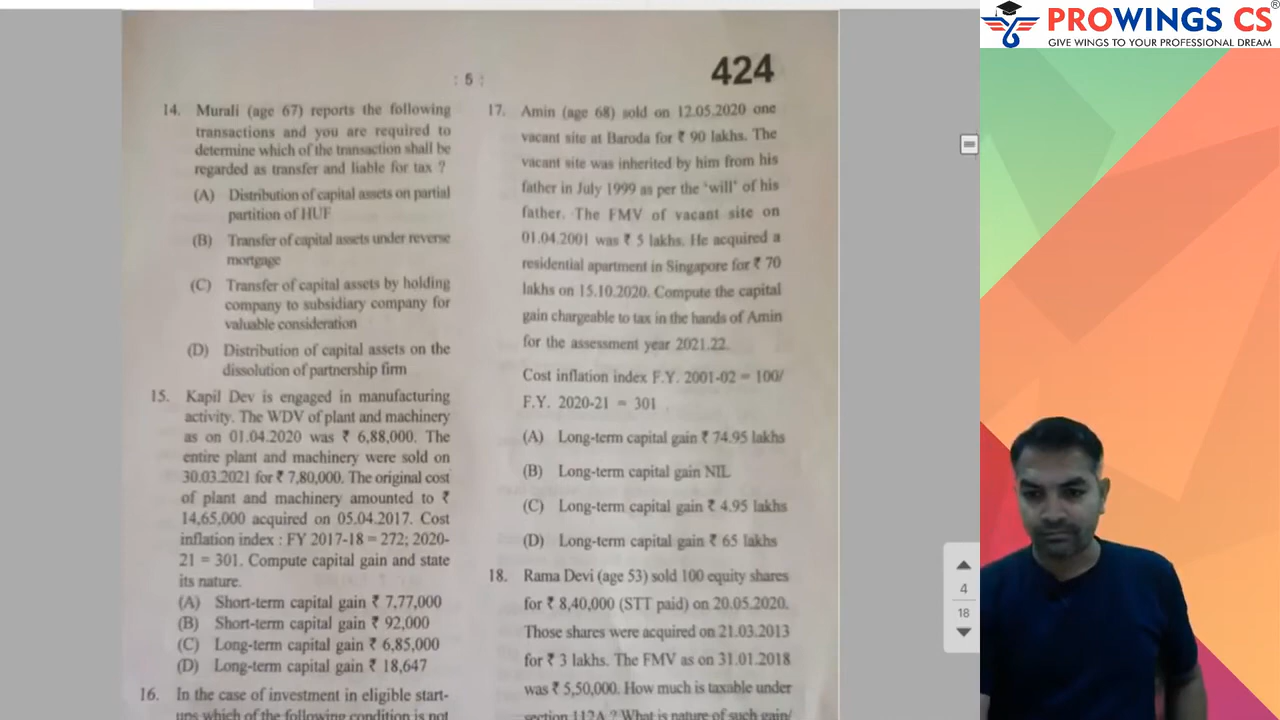 PROWINGS CS®
GIVE WINGS TO YOUR PROFESSIONAL DREAM
: 5 :
424
14. Murali (age 67) reports the following
transactions and you are required to
determine which of the transaction shall be
regarded as transfer and liable for tax ?
(A) Distribution of capital assets on partial
partition of HUF
(B) Transfer of capital assets under reverse
mortgage
(C) Transfer of capital assets by holding
company to subsidiary company for
valuable consideration
(D) Distribution of capital assets on the
dissolution of partnership firm
15. Kapil Dev is engaged in manufacturing
activity. The WDV of plant and machinery
as on 01.04.2020 was ₹ 6,88,000. The
entire plant and machinery were sold on
30.03.2021 for ₹ 7,80,000. The original cost
of plant and machinery amounted to ₹
14,65,000 acquired on 05.04.2017. Cost
inflation index : FY 2017-18 = 272; 2020-
21 = 301. Compute capital gain and state
its nature.
(A) Short-term capital gain ₹ 7,77,000
(B) Short-term capital gain ₹ 92,000
(C) Long-term capital gain ₹ 6,85,000
(D) Long-term capital gain ₹ 18,647
16. In the case of investment in eligible start-
ups which of the following condition is not
17. Amin (age 68) sold on 12.05.2020 one
vacant site at Baroda for ₹ 90 lakhs. The
vacant site was inherited by him from his
father in July 1999 as per the 'will' of his
father. The FMV of vacant site on
01.04.2001 was ₹ 5 lakhs. He acquired a
residential apartment in Singapore for ₹ 70
lakhs on 15.10.2020. Compute the capital
gain chargeable to tax in the hands of Amin
for the assessment year 2021.22.
Cost inflation index F.Y. 2001-02 = 100/
F.Y. 2020-21 = 301
(A) Long-term capital gain ₹ 74.95 lakhs
(B) Long-term capital gain NIL
(C) Long-term capital gain ₹ 4.95 lakhs
(D) Long-term capital gain ₹ 65 lakhs
18. Rama Devi (age 53) sold 100 equity shares
for ₹ 8,40,000 (STT paid) on 20.05.2020.
Those shares were acquired on 21.03.2013
for ₹ 3 lakhs. The FMV as on 31.01.2018
was ₹ 5,50,000. How much is taxable under
section 112A ? What is nature of such gain/
4
18